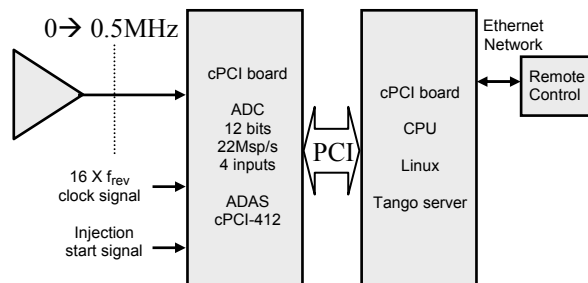 0→ 0.5MHz
cPCI board
ADC
12 bits
22Msp/s
4 inputs
ADAS
cPCI-412
16 X f_rev
clock signal
Injection
start signal
PCI
cPCI board
CPU
Linux
Tango server
Ethernet
Network
Remote
Control